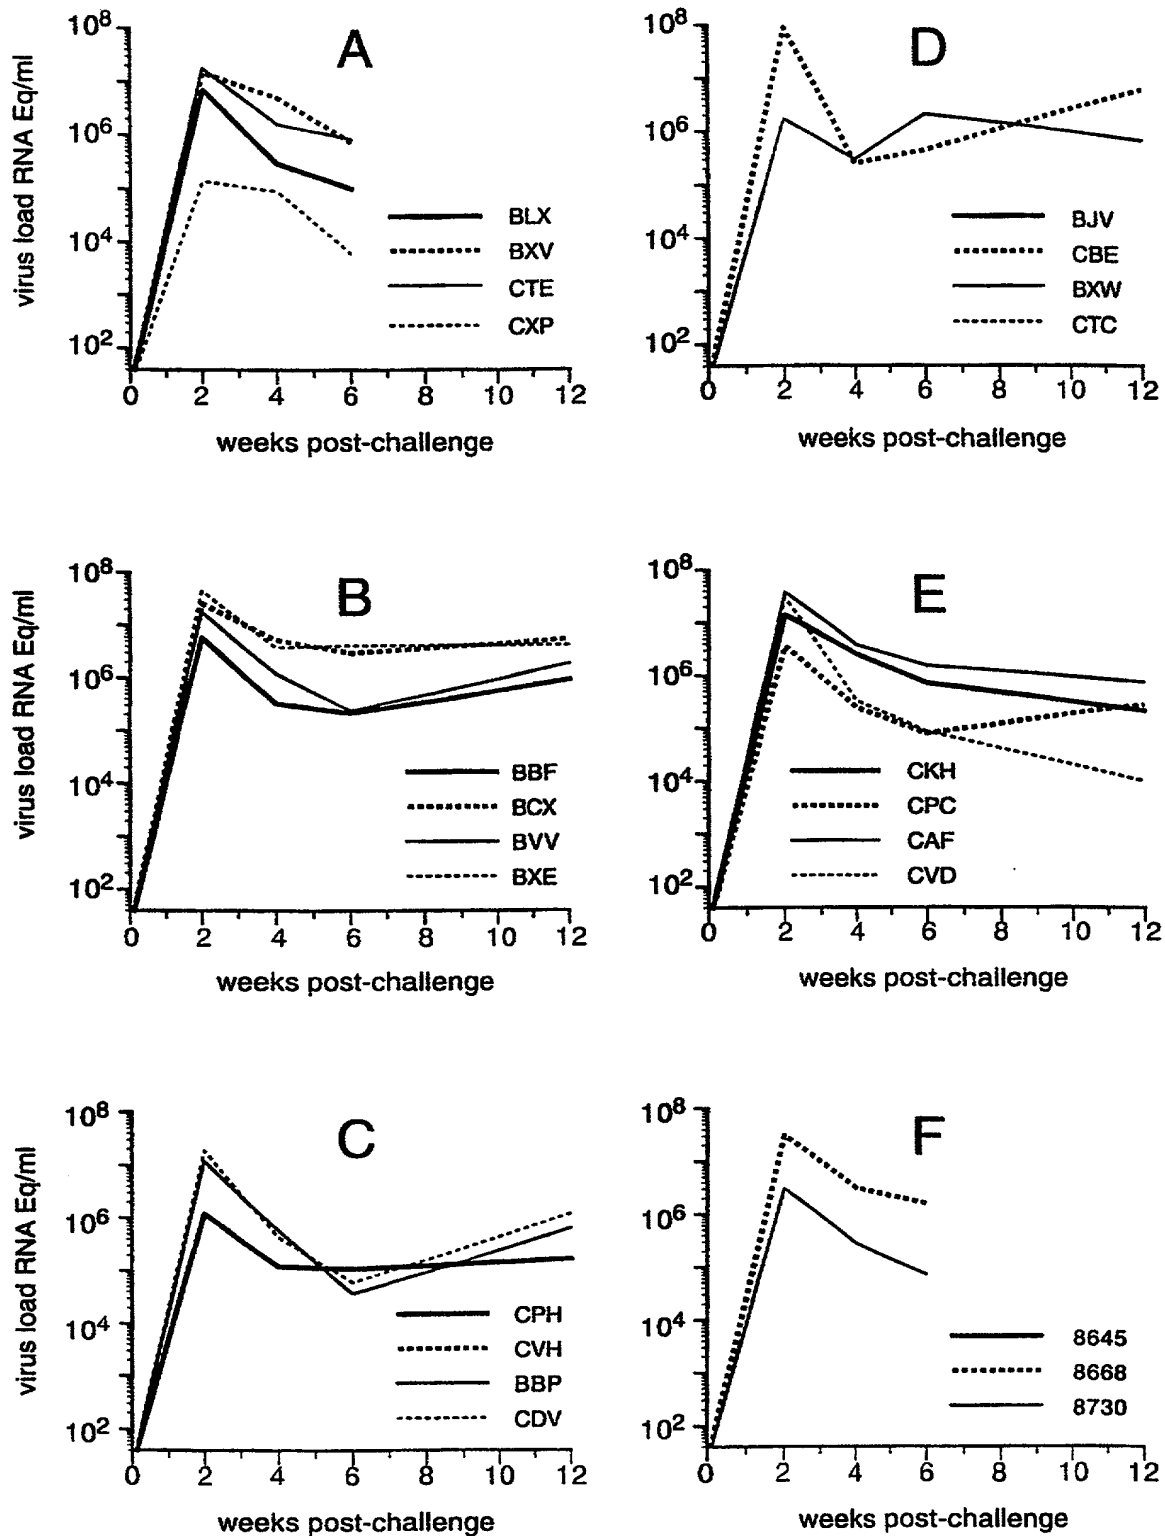 A
virus load RNA Eq/ml
10⁸
10⁶
10⁴
10²
BLX
BXV
CTE
CXP
0 2 4 6 8 10 12
weeks post-challenge
D
10⁸
10⁶
10⁴
10²
BJV
CBE
BXW
CTC
0 2 4 6 8 10 12
weeks post-challenge
B
virus load RNA Eq/ml
10⁸
10⁶
10⁴
10²
BBF
BCX
BVV
BXE
0 2 4 6 8 10 12
weeks post-challenge
E
10⁸
10⁶
10⁴
10²
CKH
CPC
CAF
CVD
0 2 4 6 8 10 12
weeks post-challenge
C
virus load RNA Eq/ml
10⁸
10⁶
10⁴
10²
CPH
CVH
BBP
CDV
0 2 4 6 8 10 12
weeks post-challenge
F
10⁸
10⁶
10⁴
10²
8645
8668
8730
0 2 4 6 8 10 12
weeks post-challenge